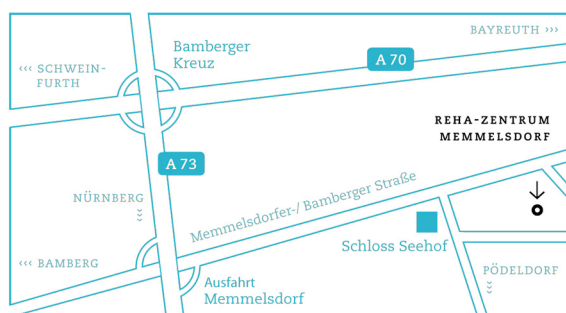 BAYREUTH >>>
Bamberger
Kreuz
A 70
<<< SCHWEIN-
FURTH
REHA-ZENTRUM
MEMMELSDORF
A 73
Memmelsdorfer-/ Bamberger Straße
NÜRNBERG
>>
Schloss Seehof
<<< BAMBERG
PÖDELDORF
>>
Ausfahrt
Memmelsdorf